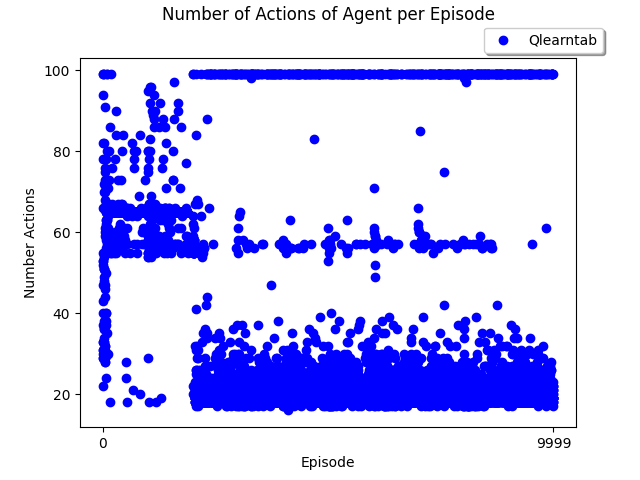 Number of Actions of Agent per Episode
Qlearntab
100
80
60
40
20
Number Actions
0
9999
Episode